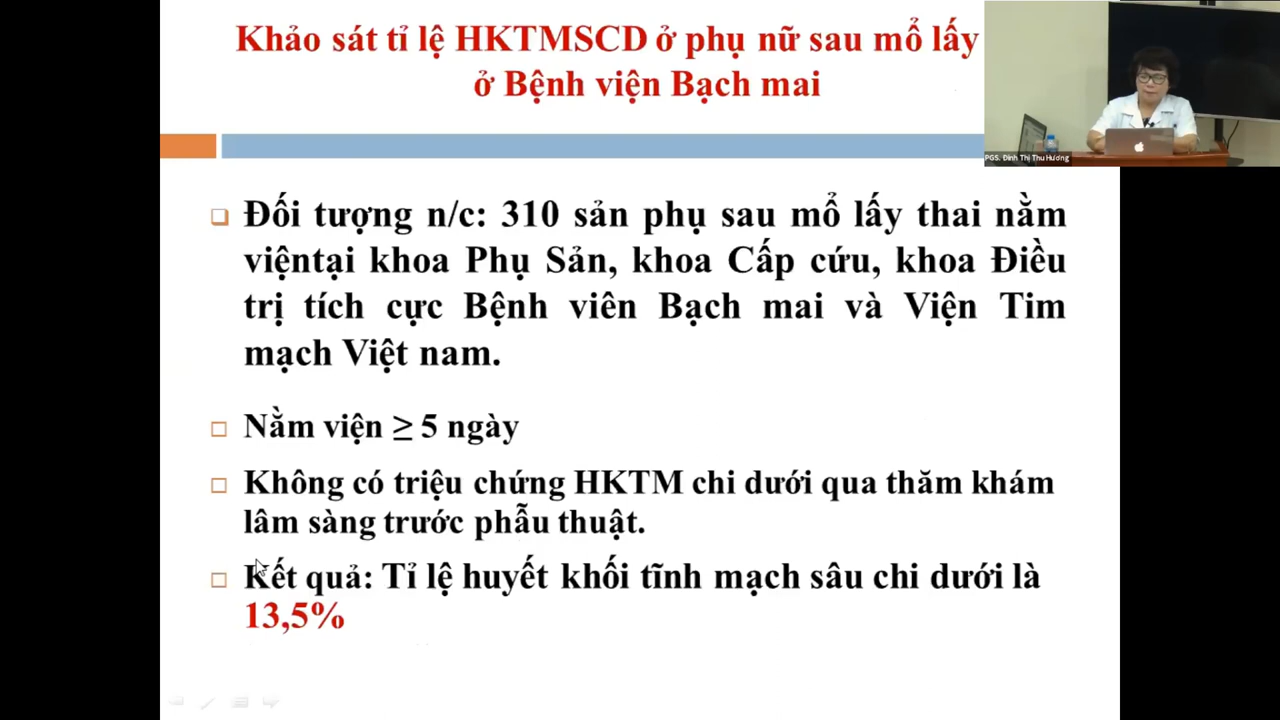 Khảo sát tỉ lệ HKTMSCD ở phụ nữ sau mổ lấy
ở Bệnh viện Bạch mai
PGS. Đinh Thị Thu Hương
Đối tượng n/c: 310 sản phụ sau mổ lấy thai nằm
việntại khoa Phụ Sản, khoa Cấp cứu, khoa Điều
trị tích cực Bệnh viên Bạch mai và Viện Tim
mạch Việt nam.
Nằm viện ≥ 5 ngày
Không có triệu chứng HKTM chi dưới qua thăm khám
lâm sàng trước phẫu thuật.
Kết quả: Tỉ lệ huyết khối tĩnh mạch sâu chi dưới là
13,5%